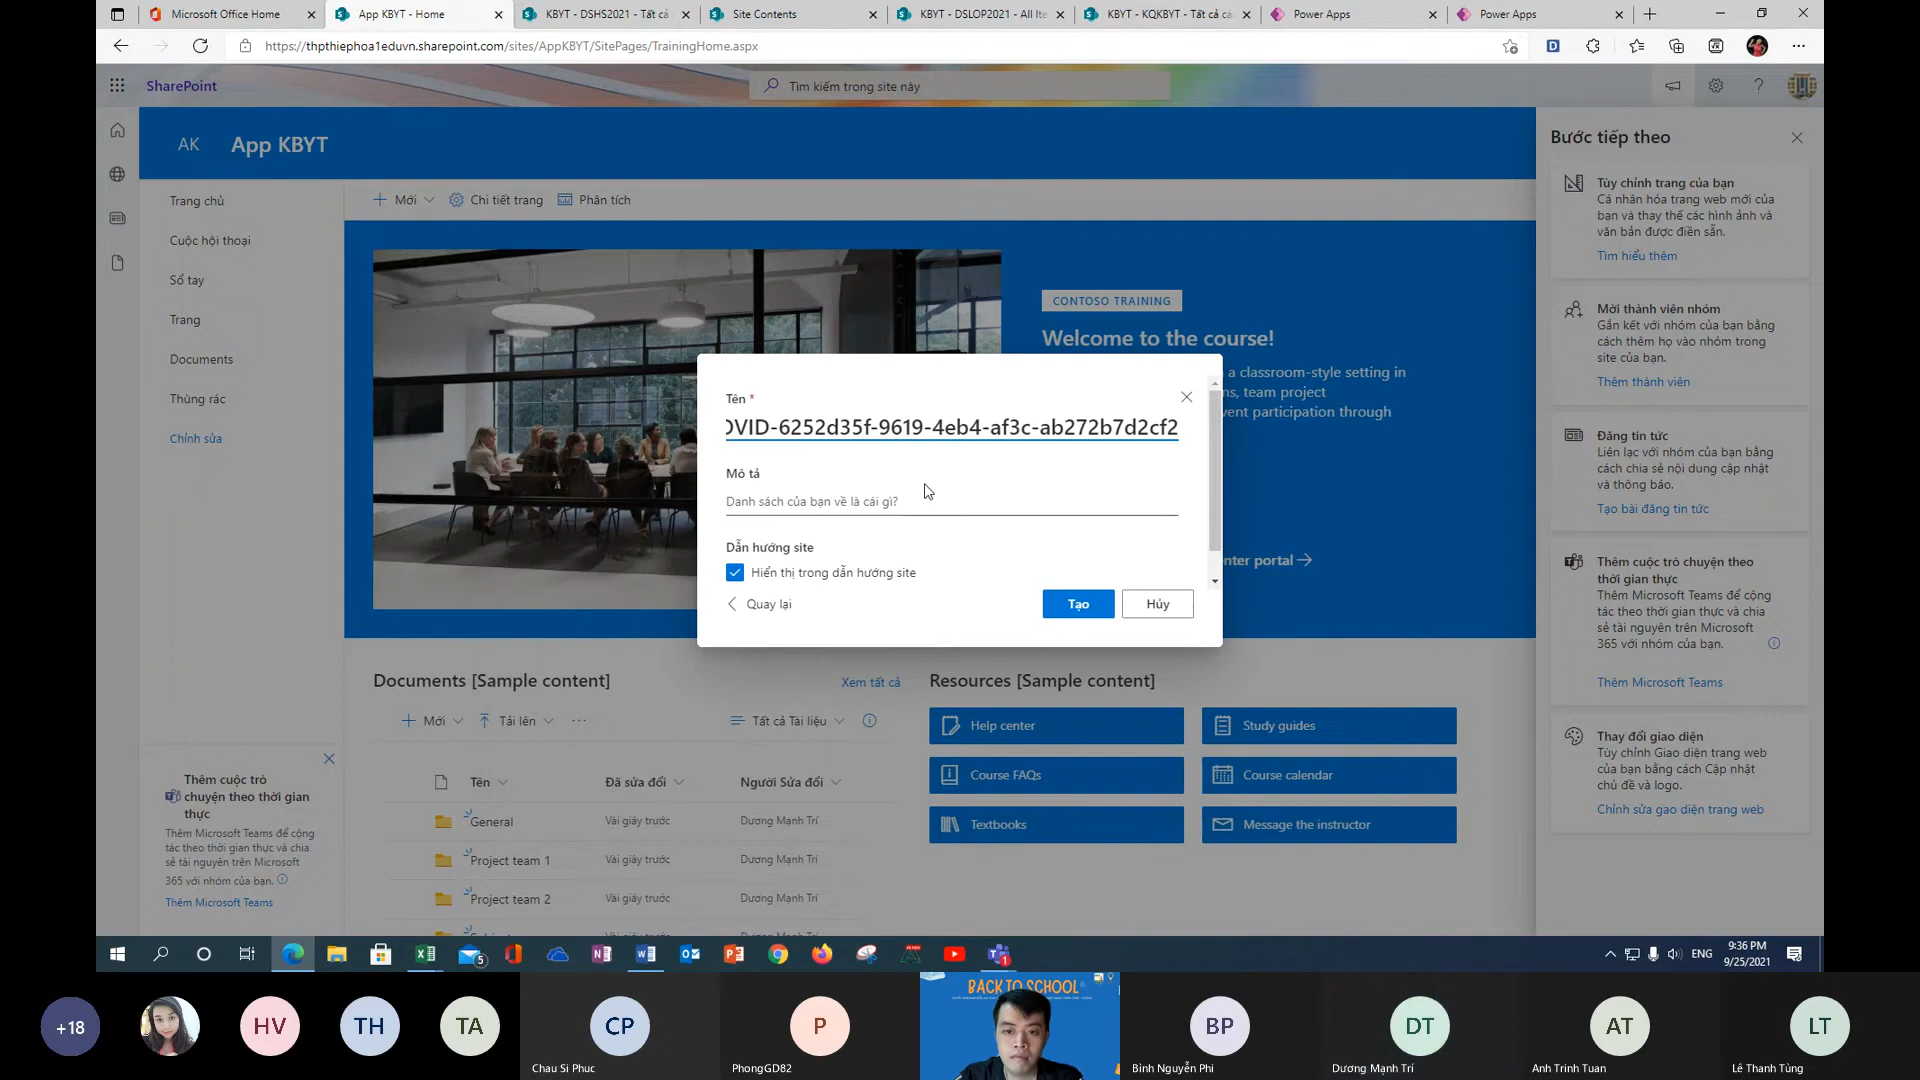 Microsoft Office Home
App KBYT - Home
KBYT - DSHS2021 - Tất cả
Site Contents
KBYT - DSLOP2021 - All Ite
KBYT - KQKBYT - Tất cả cá
Power Apps
Power Apps
https://thpthiephoa1eduvn.sharepoint.com/sites/AppKBYT/SitePages/TrainingHome.aspx
SharePoint
Tìm kiếm trong site này
AK
App KBYT
Trang chủ
Cuộc hội thoại
Sổ tay
Trang
Documents
Thùng rác
Chỉnh sửa
Mới
Chi tiết trang
Phân tích
CONTOSO TRAINING
Welcome to the course!
a classroom-style setting in
ns, team project
vent participation through
nter portal
Tên *
OVID-6252d35f-9619-4eb4-af3c-ab272b7d2cf2
Mô tả
Danh sách của bạn về là cái gì?
Dẫn hướng site
Hiển thị trong dẫn hướng site
Quay lại
Tạo
Hủy
Bước tiếp theo
Tùy chỉnh trang của bạn
Cá nhân hóa trang web mới của
bạn và thay thế các hình ảnh và
văn bản được điền sẵn.
Tìm hiểu thêm
Mời thành viên nhóm
Gắn kết với nhóm của bạn bằng
cách thêm họ vào nhóm trong
site của bạn.
Thêm thành viên
Đăng tin tức
Liên lạc với nhóm của bạn bằng
cách chia sẻ nội dung cập nhật
và thông báo.
Tạo bài đăng tin tức
Thêm cuộc trò chuyện theo
thời gian thực
Thêm Microsoft Teams để cộng
tác theo thời gian thực và chia
sẻ tài nguyên trên Microsoft
365 với nhóm của bạn.
Thêm Microsoft Teams
Thay đổi giao diện
Tùy chỉnh Giao diện trang web
của bạn bằng cách Cập nhật
chủ đề và logo.
Chỉnh sửa gao diện trang web
Documents [Sample content]
Xem tất cả
Mới
Tải lên
Tất cả Tài liệu
Tên
Đã sửa đổi
Người Sửa đổi
General
Vài giây trước
Dương Mạnh Trí
Project team 1
Vài giây trước
Dương Mạnh Trí
Project team 2
Vài giây trước
Dương Mạnh Trí
Resources [Sample content]
Help center
Study guides
Course FAQs
Course calendar
Textbooks
Message the instructor
Thêm cuộc trò
chuyện theo thời gian
thực
Thêm Microsoft Teams để cộng
tác theo thời gian thực và chia
sẻ tài nguyên trên Microsoft
365 với nhóm của bạn.
Thêm Microsoft Teams
5
1
ENG
9:36 PM
9/25/2021
+18
HV
TH
TA
CP
Chau Si Phuc
P
PhongGD82
BACK TO SCHOOL
BP
Bình Nguyễn Phi
DT
Dương Mạnh Trí
AT
Anh Trinh Tuan
LT
Lê Thanh Tùng